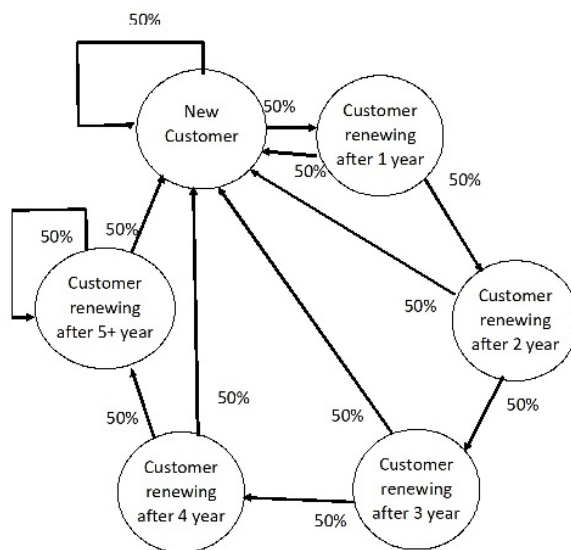 50%
New
Customer
50%
Customer
renewing
after 1 year
50%
50%
50%
50%
Customer
renewing
after 5+ year
50%
Customer
renewing
after 2 year
50%
50%
50%
50%
Customer
renewing
after 4 year
50%
Customer
renewing
after 3 year